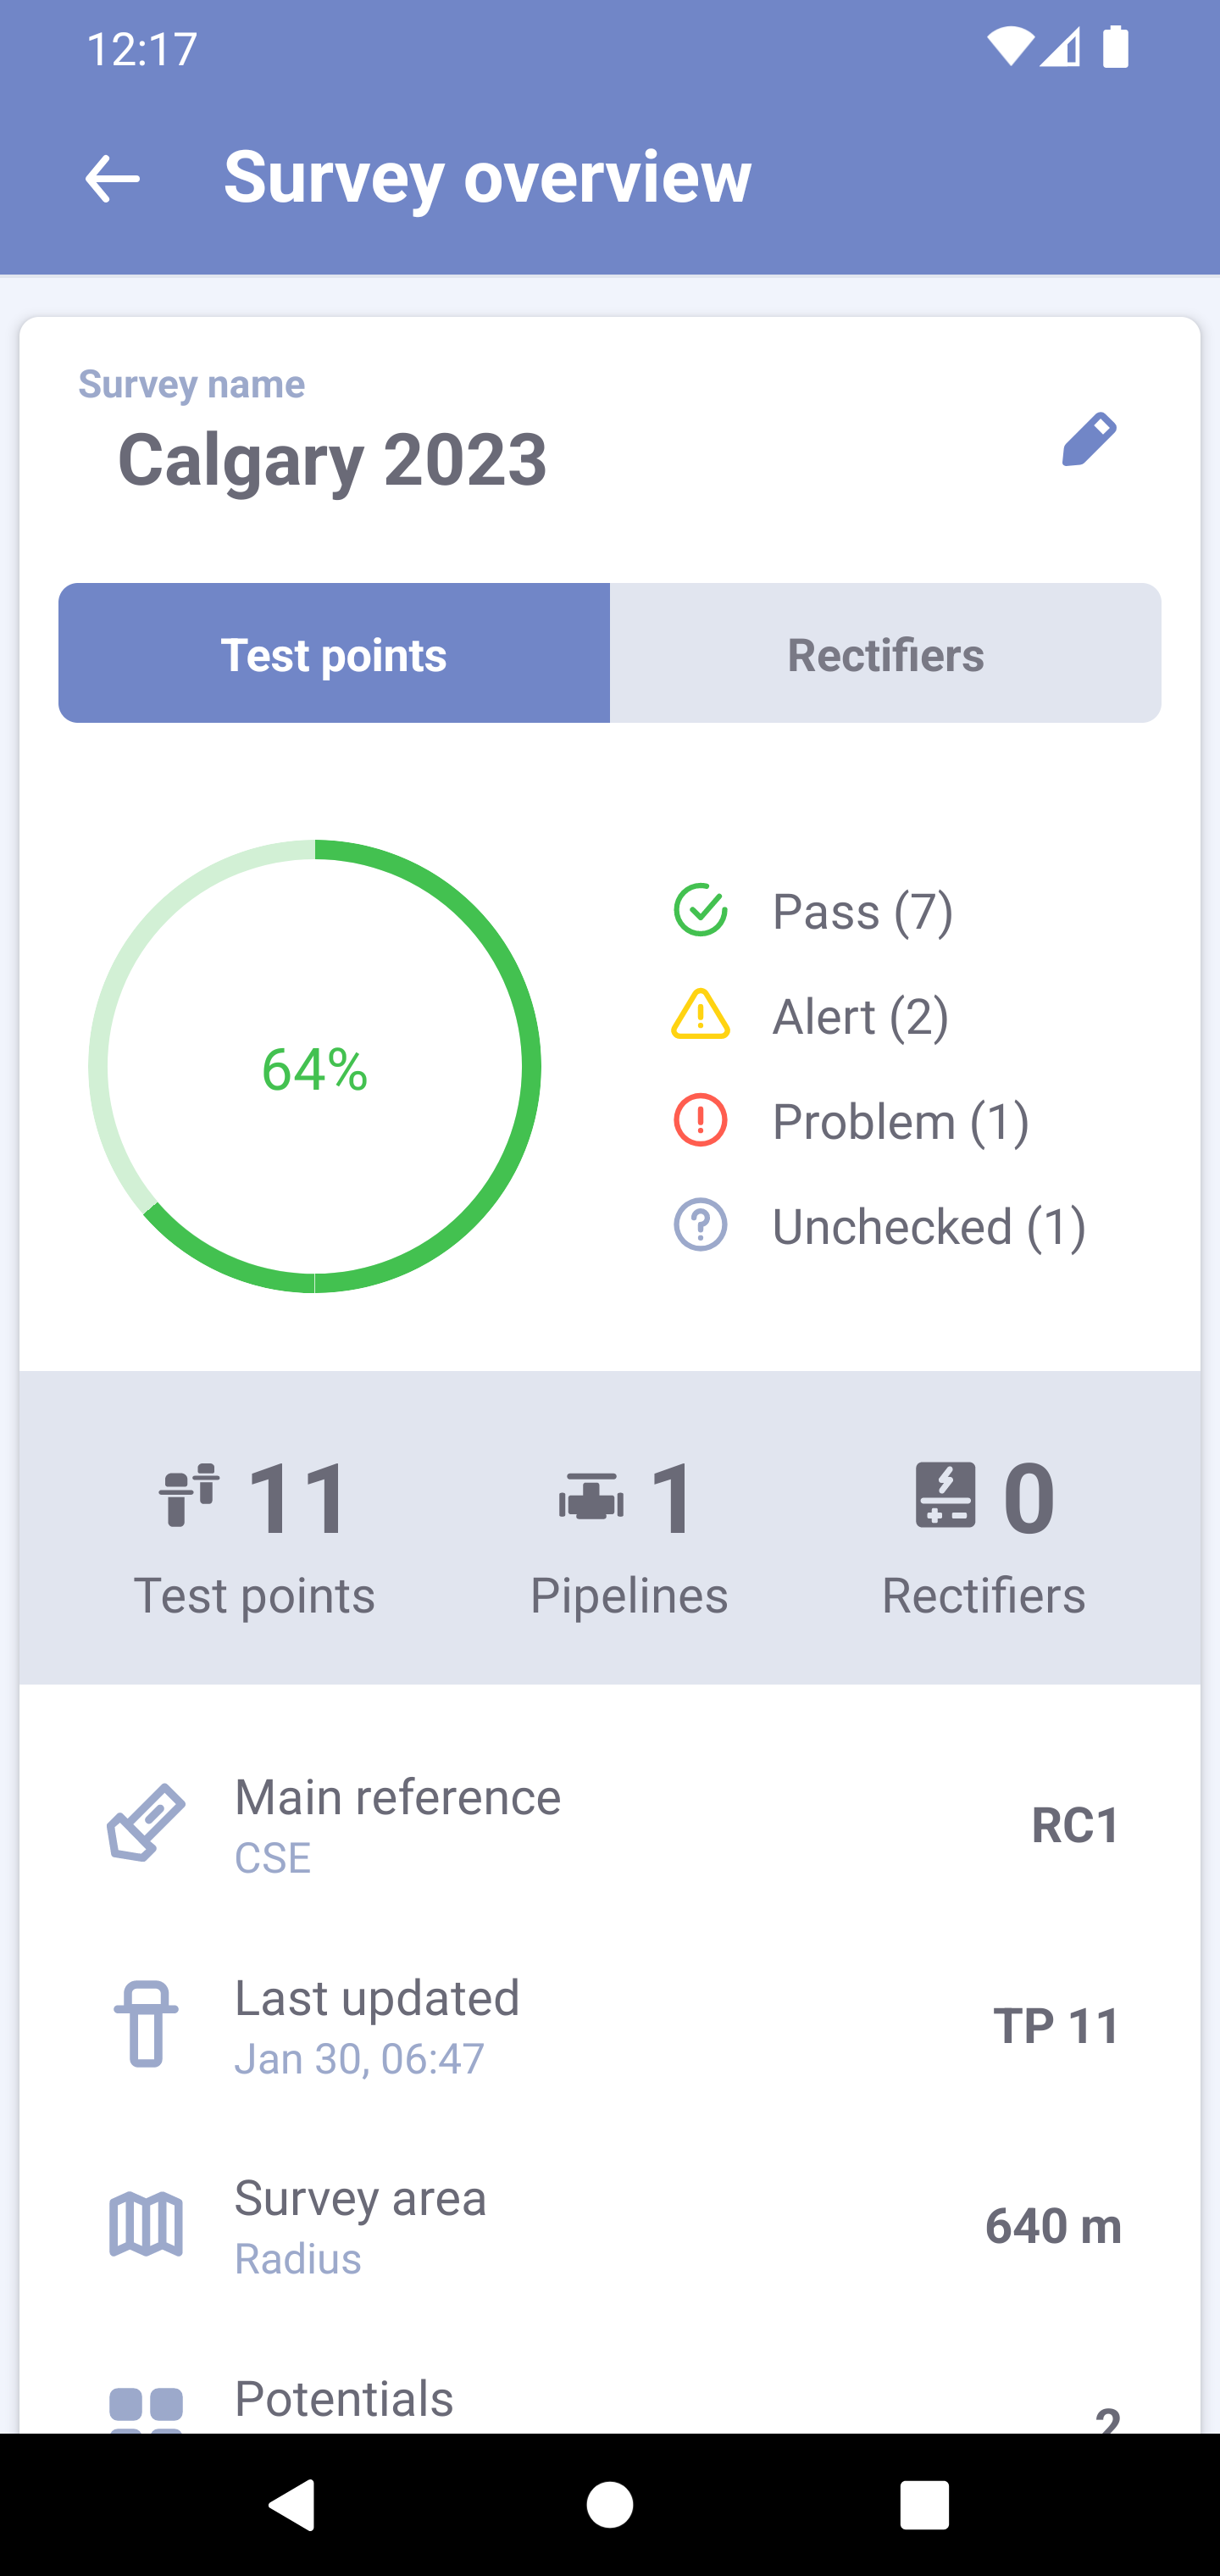 12:17
Survey overview
Survey name
Calgary 2023
Test points
Rectifiers
64%
Pass (7)
Alert (2)
Problem (1)
Unchecked (1)
11
Test points
1
Pipelines
0
Rectifiers
Main reference
CSE
RC1
Last updated
Jan 30, 06:47
TP 11
Survey area
Radius
640 m
Potentials
2